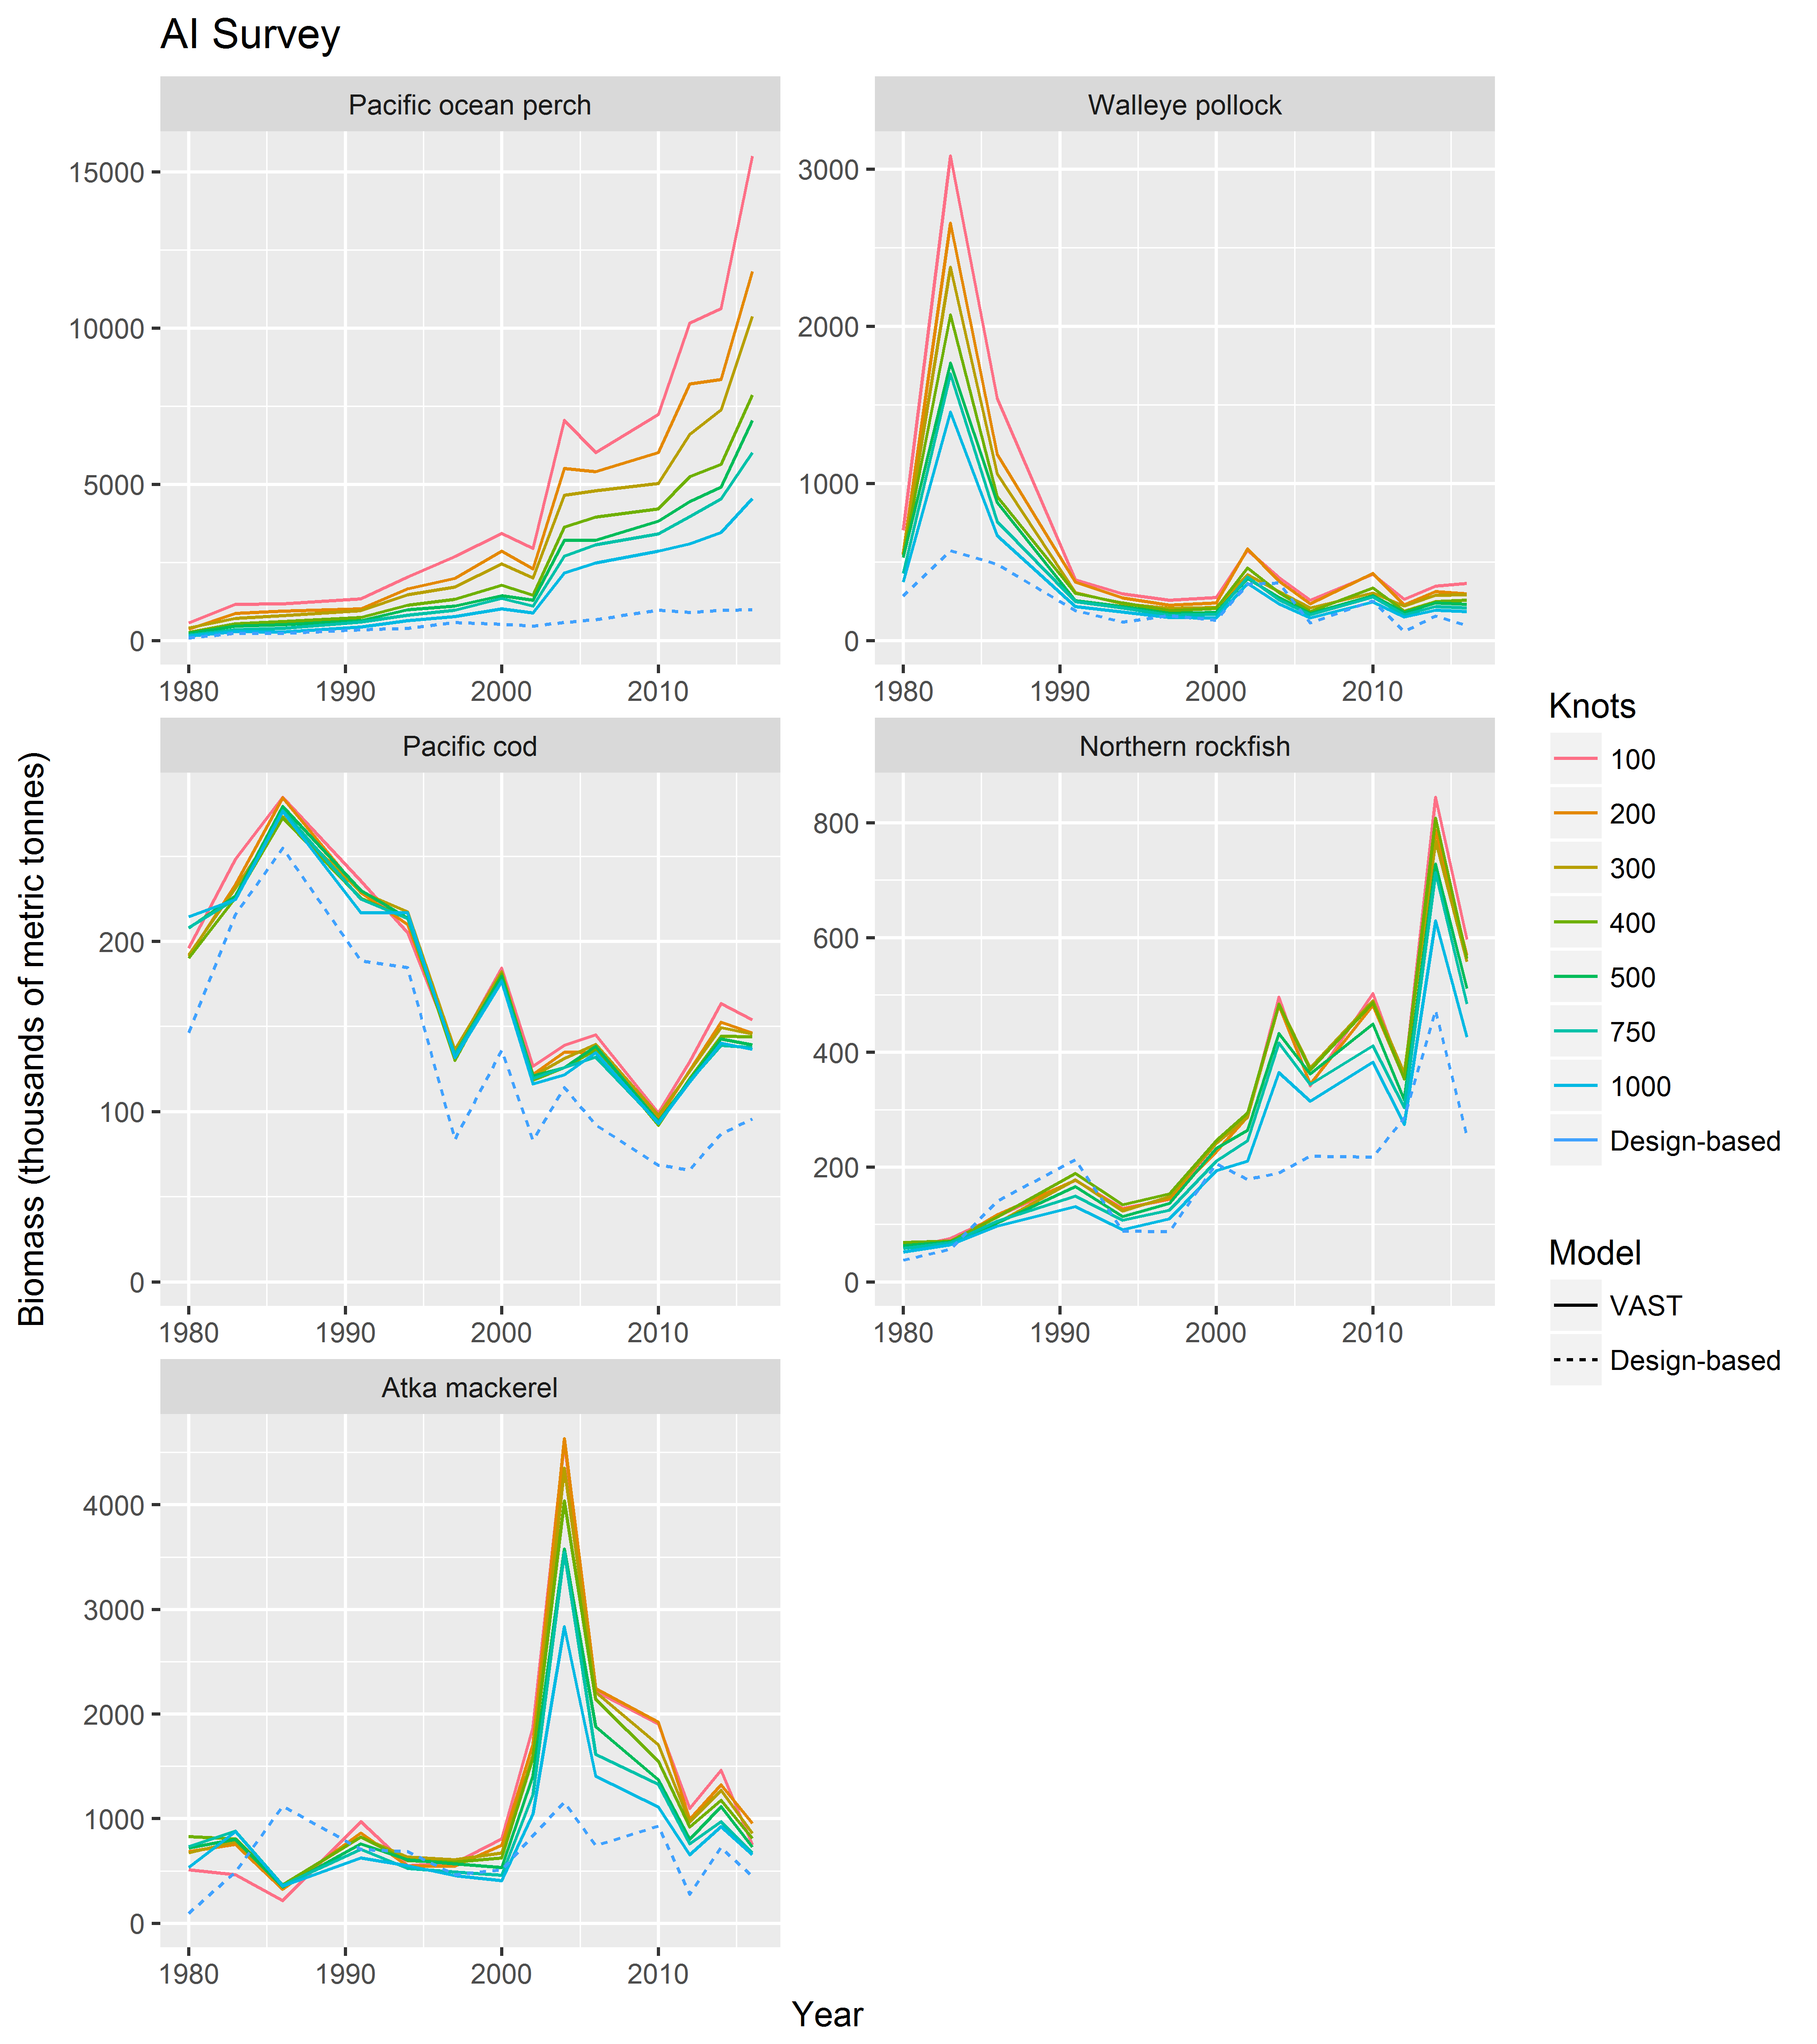 AI Survey
Pacific ocean perch
Walleye pollock
15000
10000
5000
0
3000
2000
1000
0
1980 1990 2000 2010
1980 1990 2000 2010
Pacific cod
Northern rockfish
200
100
0
800
600
400
200
0
1980 1990 2000 2010
1980 1990 2000 2010
Atka mackerel
4000
3000
2000
1000
0
1980 1990 2000 2010
Year
Biomass (thousands of metric tonnes)
Knots
100
200
300
400
500
750
1000
Design-based
Model
VAST
Design-based